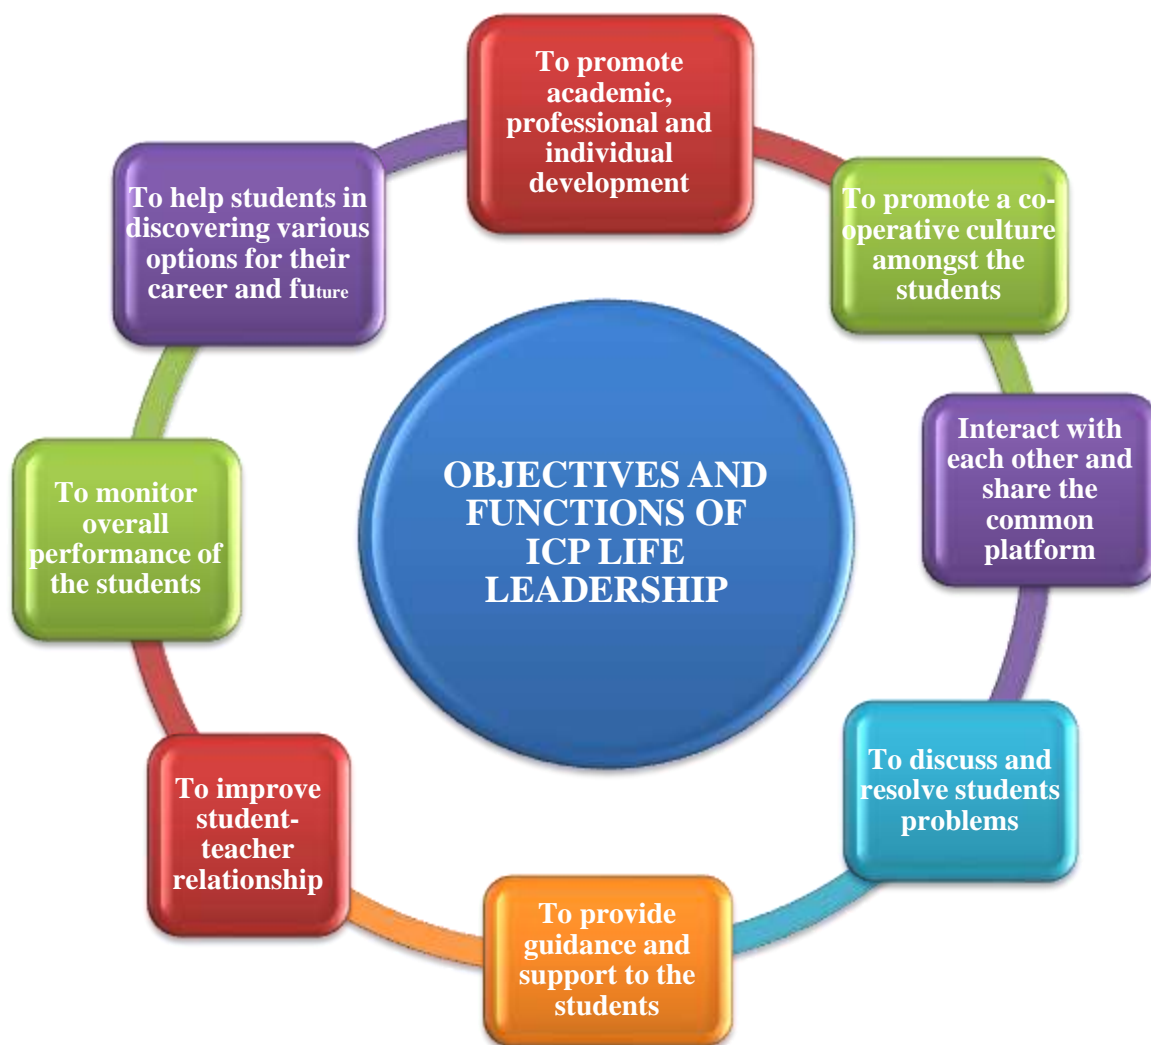 To promote
academic,
professional and
individual
development
To promote a co-
operative culture
amongst the
students
Interact with
each other and
share the
common
platform
To discuss and
resolve students
problems
To provide
guidance and
support to the
students
To improve
student-
teacher
relationship
To monitor
overall
performance of
the students
To help students in
discovering various
options for their
career and future
OBJECTIVES AND
FUNCTIONS OF
ICP LIFE
LEADERSHIP